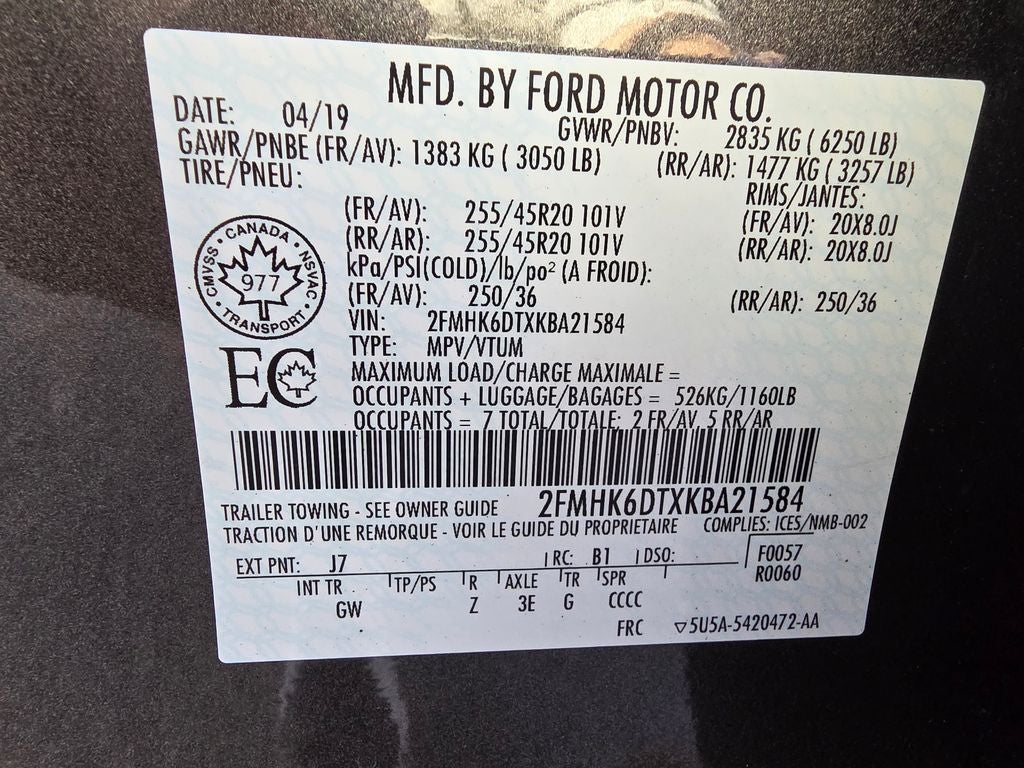 MFD. BY FORD MOTOR CO.
DATE: 04/19 GVWR/PNBV: 2835 KG ( 6250 LB)
GAWR/PNBE (FR/AV): 1383 KG ( 3050 LB) (RR/AR): 1477 KG ( 3257 LB)
TIRE/PNEU: RIMS/JANTES:
(FR/AV): 255/45R20 101V (FR/AV): 20X8.0J
(RR/AR): 255/45R20 101V (RR/AR): 20X8.0J
kPa/PSI(COLD)/lb/po² (A FROID):
(FR/AV): 250/36 (RR/AR): 250/36
VIN: 2FMHK6DTXKBA21584
TYPE: MPV/VTUM
MAXIMUM LOAD/CHARGE MAXIMALE =
OCCUPANTS + LUGGAGE/BAGAGES = 526KG/1160LB
OCCUPANTS = 7 TOTAL/TOTALE: 2 FR/AV, 5 RR/AR
CMVSS • CANADA • NSVAC • TRANSPORT •
977
EC
2FMHK6DTXKBA21584
TRAILER TOWING - SEE OWNER GUIDE
TRACTION D'UNE REMORQUE - VOIR LE GUIDE DU PROPRIETAIRE COMPLIES: ICES/NMB-002
EXT PNT: J7 RC: B1 DSO: F0057
R0060
INT TR TP/PS R AXLE TR SPR
GW Z 3E G CCCC
FRC ▽5U5A-5420472-AA